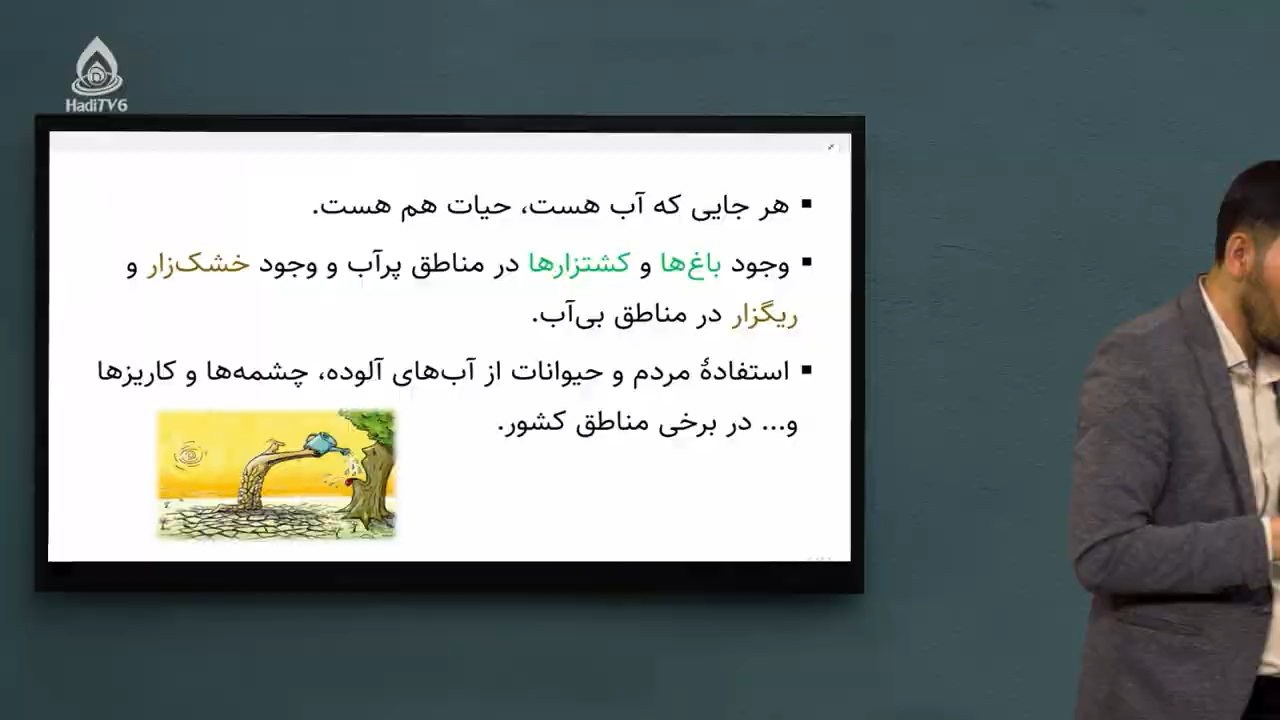 HadiTV6
▪ هر جایی که آب هست، حیات هم هست.
▪ وجود باغ‌ها و کشتزارها در مناطق پرآب و وجود خشک‌زار و
ریگزار در مناطق بی‌آب.
▪ استفادهٔ مردم و حیوانات از آب‌های آلوده، چشمه‌ها و کاریزها
و... در برخی مناطق کشور.